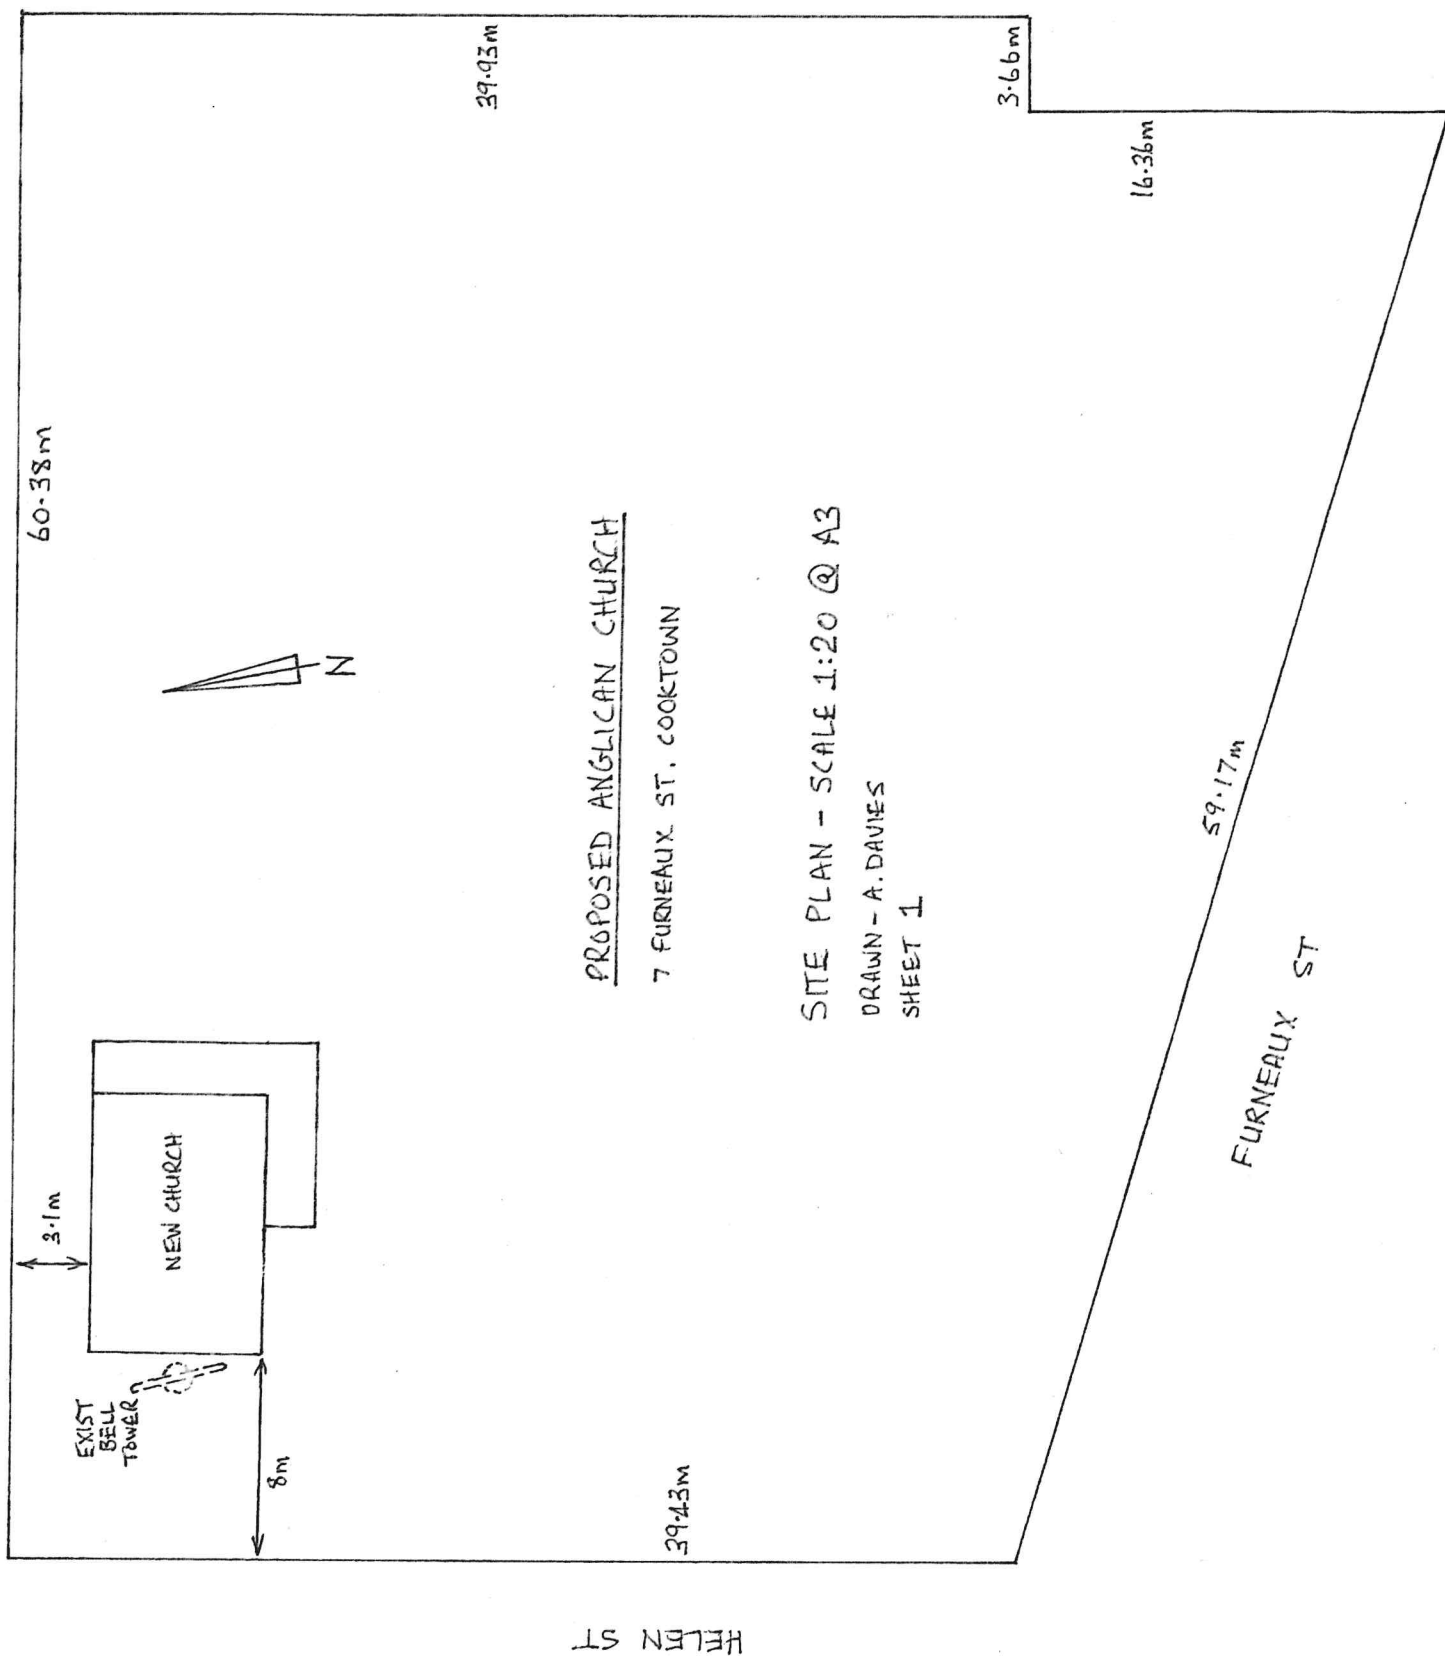 60.38m
39.93m
3.66m
16.36m
3.1m
NEW CHURCH
EXIST
BELL
TOWER
8m
N
PROPOSED ANGLICAN CHURCH
7 FURNEAUX ST. COOKTOWN
SITE PLAN - SCALE 1:20 @ A3
DRAWN - A. DAVIES
SHEET 1
39.43m
59.17m
FURNEAUX ST
HELEN ST